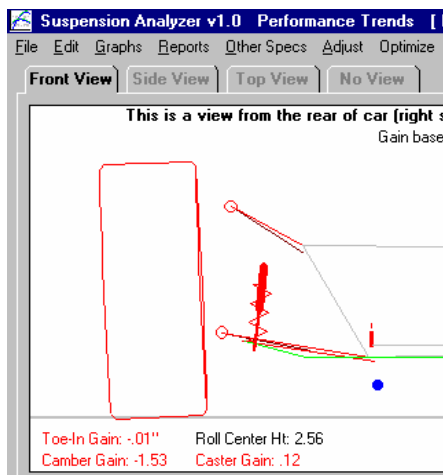 Suspension Analyzer v1.0 Performance Trends [
File Edit Graphs Reports Other Specs Adjust Optimize
Front View Side View Top View No View
This is a view from the rear of car (right s
Gain base
Toe-In Gain: -.01" Roll Center Ht: 2.56
Camber Gain: -1.53 Caster Gain: .12